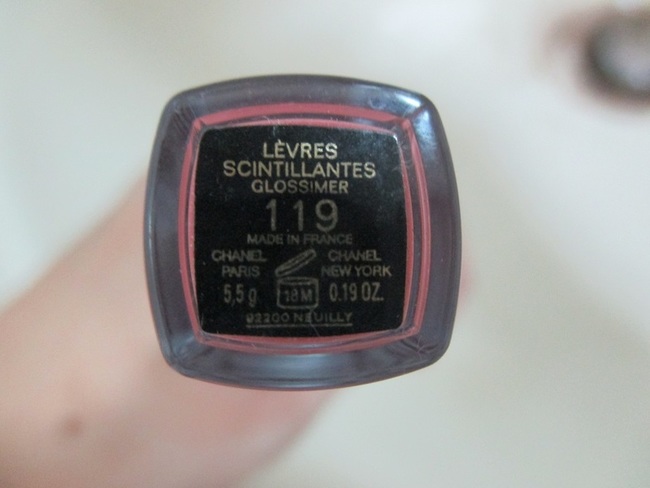 LÈVRES
SCINTILLANTES
GLOSSIMER
119
MADE IN FRANCE
CHANEL CHANEL
PARIS NEW YORK
5,5 g 18M 0.19 OZ.
92200 NEUILLY